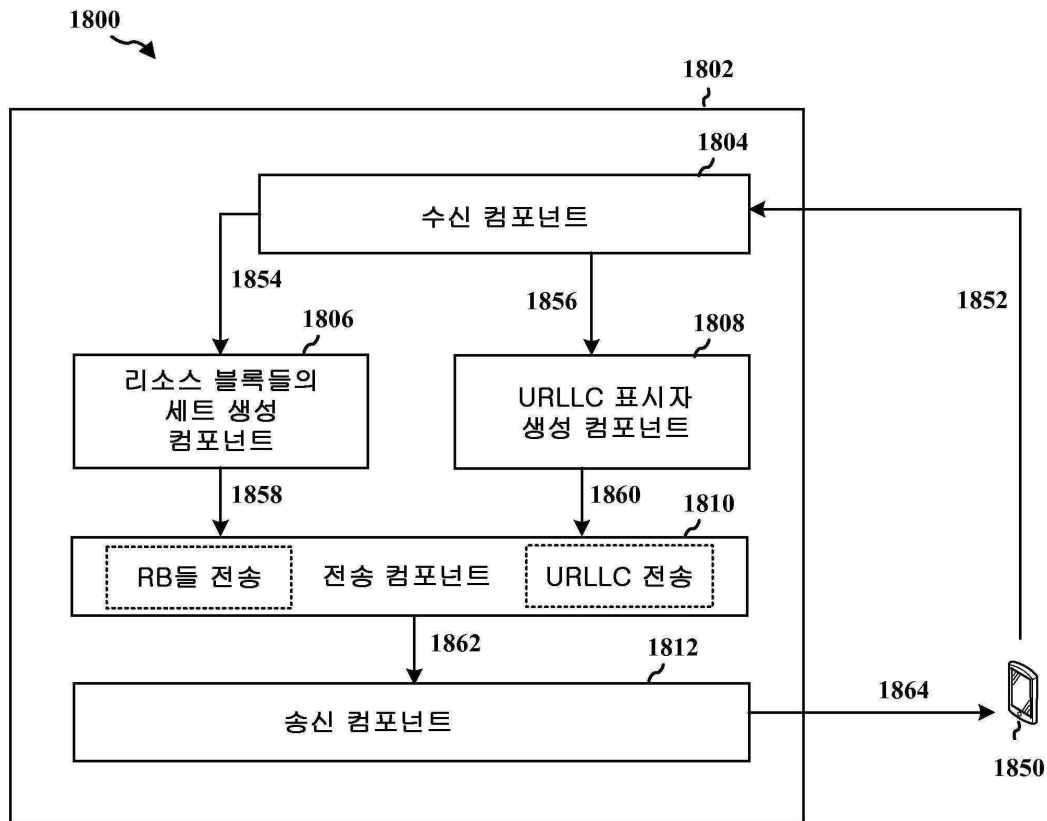 1800
1802
1804
수신 컴포넌트
1854
1856
1852
1806
1808
리소스 블록들의
세트 생성
컴포넌트
URLLC 표시자
생성 컴포넌트
1858
1860
1810
RB들 전송
전송 컴포넌트
URLLC 전송
1862
1812
송신 컴포넌트
1864
1850